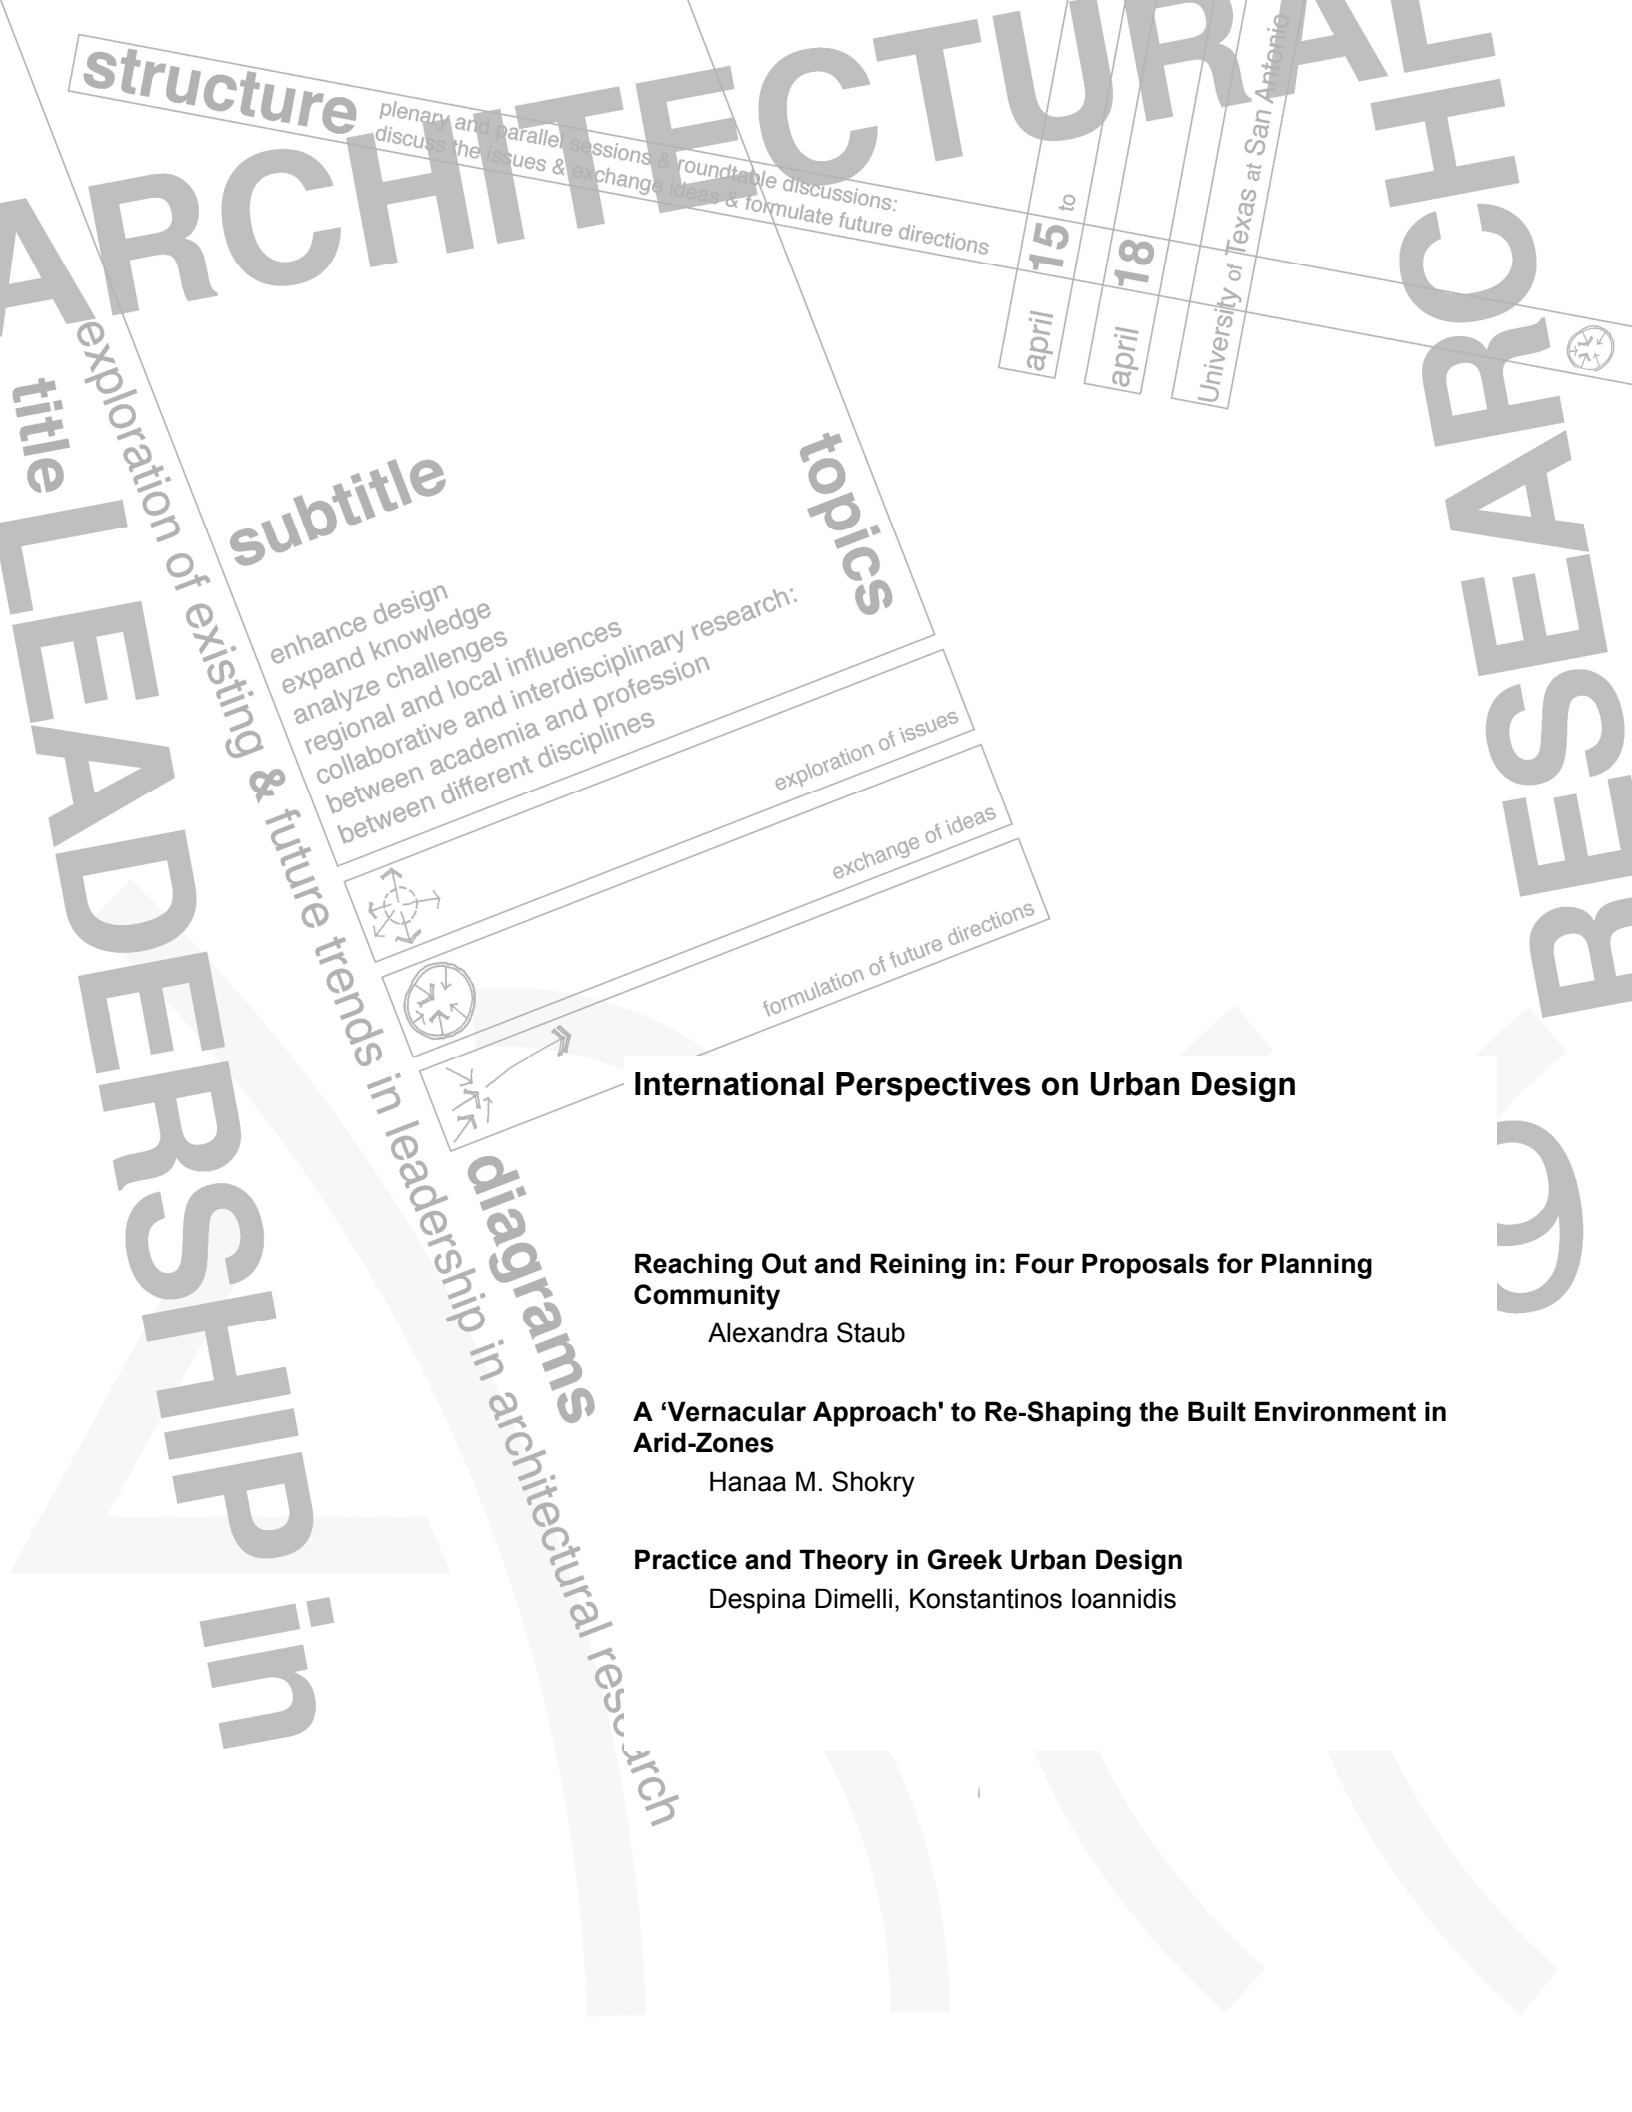 ARCHITECTURAL
structure
plenary and parallel sessions & roundtable discussions:
discuss the issues & exchange ideas & formulate future directions
april 15 to
april 18
University of Texas at San Antonio
RESEARCH
title
LEADERSHIP in
exploration of existing & future trends in leadership in architectural research
subtitle
topics
enhance design
expand knowledge
analyze challenges
regional and local influences
collaborative and interdisciplinary research:
between academia and profession
between different disciplines
exploration of issues
exchange of ideas
formulation of future directions
diagrams
9
International Perspectives on Urban Design
Reaching Out and Reining in: Four Proposals for Planning
Community
Alexandra Staub
A ‘Vernacular Approach' to Re-Shaping the Built Environment in
Arid-Zones
Hanaa M. Shokry
Practice and Theory in Greek Urban Design
Despina Dimelli, Konstantinos Ioannidis